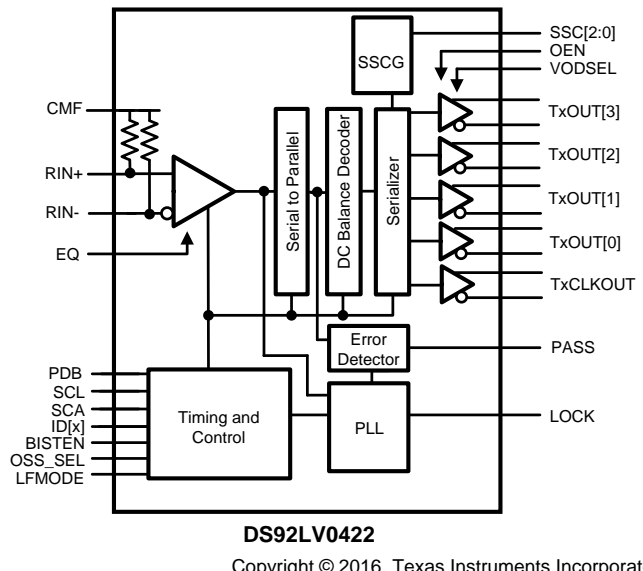 SSC[2:0]
OEN
VODSEL
SSCG
CMF
TxOUT[3]
RIN+
TxOUT[2]
Serial to Parallel
DC Balance Decoder
Serializer
TxOUT[1]
RIN-
TxOUT[0]
EQ
TxCLKOUT
Error
Detector
PASS
PDB
SCL
SCA
ID[x]
BISTEN
OSS_SEL
LFMODE
Timing and
Control
PLL
LOCK
DS92LV0422
Copyright © 2016, Texas Instruments Incorporat